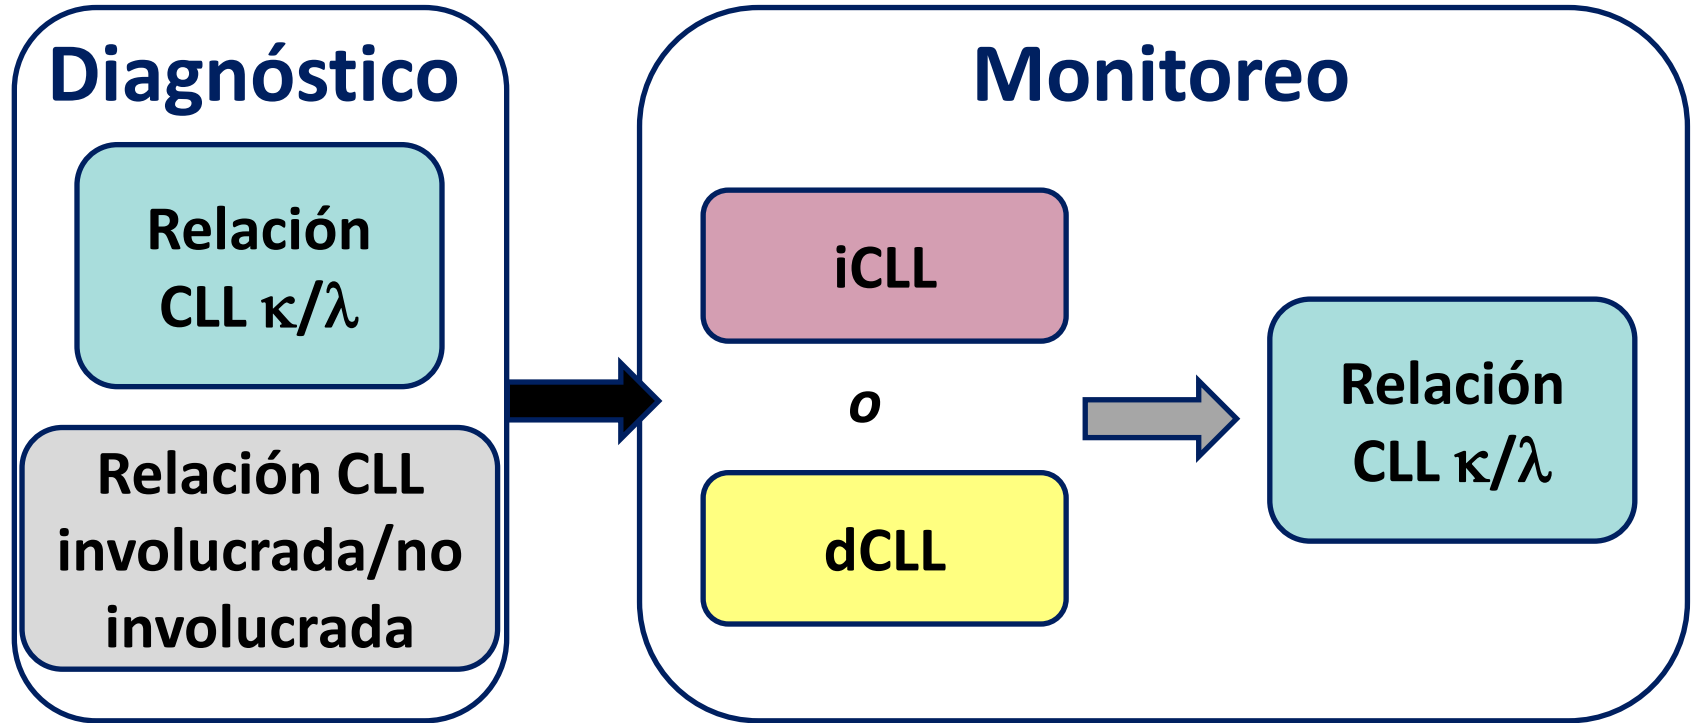 Diagnóstico
Relación
CLL κ/λ
Relación CLL
involucrada/no
involucrada
Monitoreo
iCLL
o
dCLL
Relación
CLL κ/λ